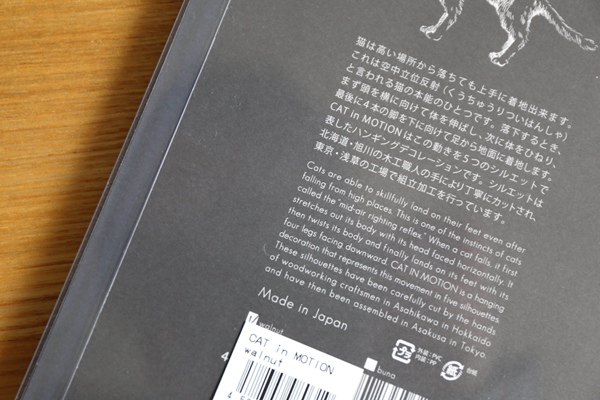 猫は高い場所から落ちても上手に着地出来ます。
これは空中立位反射（くうちゅうりついはんしゃ）
と言われる猫の本能のひとつです。落下するとき、
まず頭を横に向けて体を伸ばし、次に体をひねり、
最後に4本の脚を下に向けて足から地面に着地します。
CAT in MOTIONはこの動きを5つのシルエットで
表したハンギングデコレーションです。シルエットは
北海道・旭川の木工職人の手により丁寧にカットされ、
東京・浅草の工場で組立加工を行っています。
Cats are able to skillfully land on their feet even after
falling from high places. This is one of the instincts of cats
called the "mid-air righting reflex." When a cat falls, it first
stretches out its body with its head faced horizontally. It
then twists its body and finally lands on its feet with its
four legs facing downward. CAT IN MOTION is a hanging
decoration that represents this movement in five silhouettes.
These silhouettes have been carefully cut by the hands
of woodworking craftsmen in Asahikawa in Hokkaido
and have then been assembled in Asakusa in Tokyo.
Made in Japan
walnut
CAT in MOTION
walnut
buna
プラ
外装：PVC
内装：PP
紙
台紙